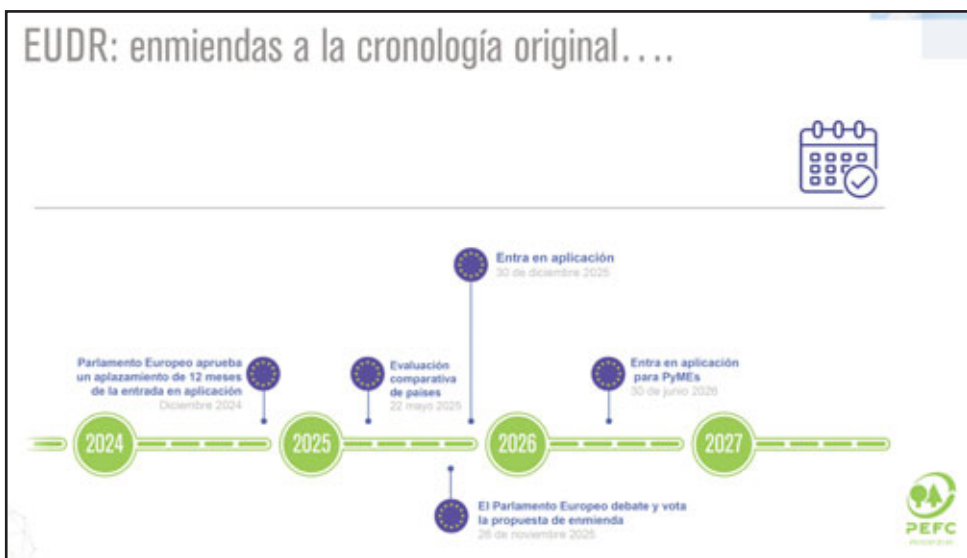 EUDR: enmiendas a la cronología original....
Entra en aplicación
30 de diciembre 2025
Parlamento Europeo aprueba
un aplazamiento de 12 meses
de la entrada en aplicación
Diciembre 2024
Evaluación
comparativa
de países
22 mayo 2025
Entra en aplicación
para PyMEs
30 de junio 2026
2024
2025
2026
2027
El Parlamento Europeo debate y vota
la propuesta de enmienda
26 de noviembre 2025
PEFC